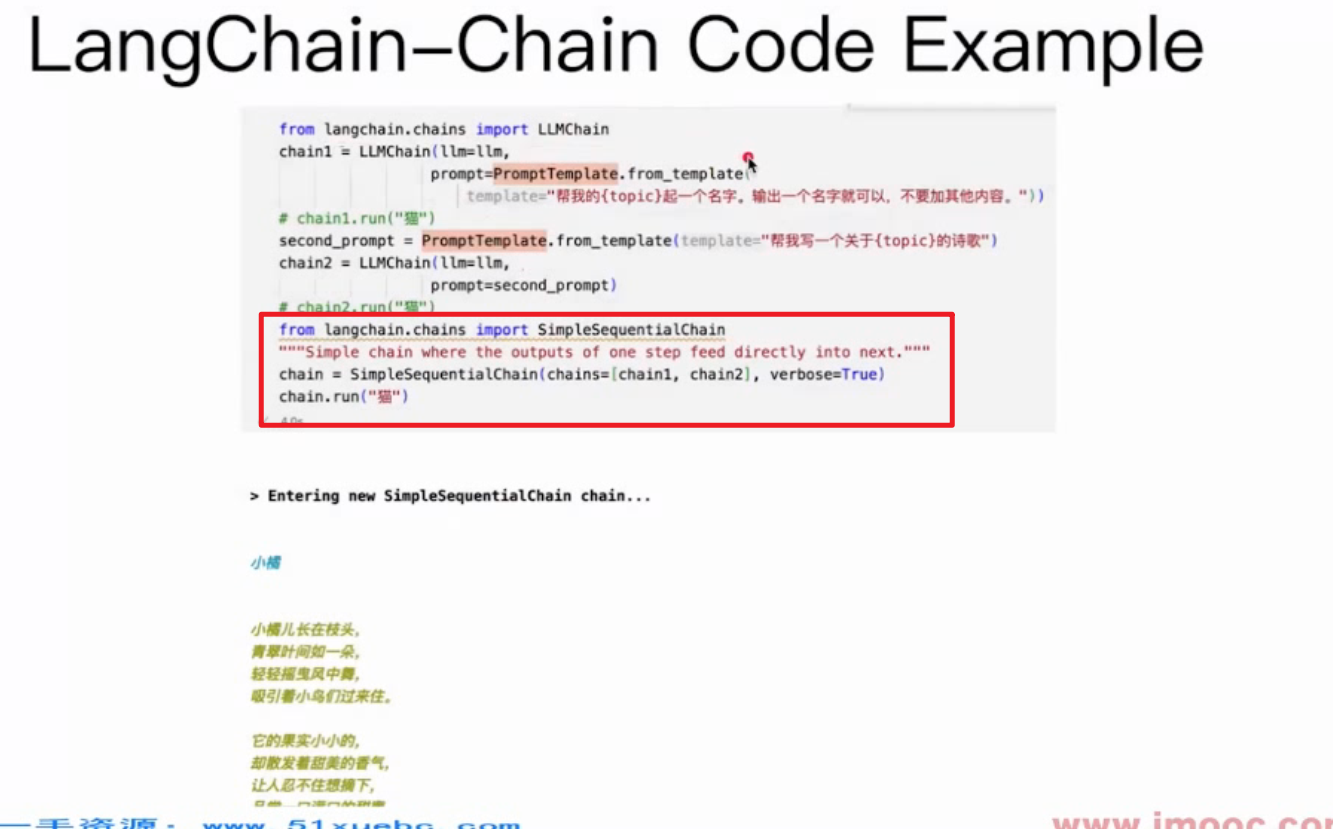 LangChain–Chain Code Example
from langchain.chains import LLMChain
chain1 = LLMChain(llm=llm,
prompt=PromptTemplate.from_template(
template="帮我的{topic}起一个名字。输出一个名字就可以，不要加其他内容。"))
# chain1.run("猫")
second_prompt = PromptTemplate.from_template(template="帮我写一个关于{topic}的诗歌")
chain2 = LLMChain(llm=llm,
prompt=second_prompt)
# chain2.run("猫")
from langchain.chains import SimpleSequentialChain
"""Simple chain where the outputs of one step feed directly into next."""
chain = SimpleSequentialChain(chains=[chain1, chain2], verbose=True)
chain.run("猫")
> Entering new SimpleSequentialChain chain...
小橘
小橘儿长在枝头，
青翠叶间如一朵，
轻轻摇曳风中舞，
吸引着小鸟们过来住。
它的果实小小的，
却散发着甜美的香气，
让人忍不住想摘下，
一手资源：www.51xuebc.com
www.imooc.com